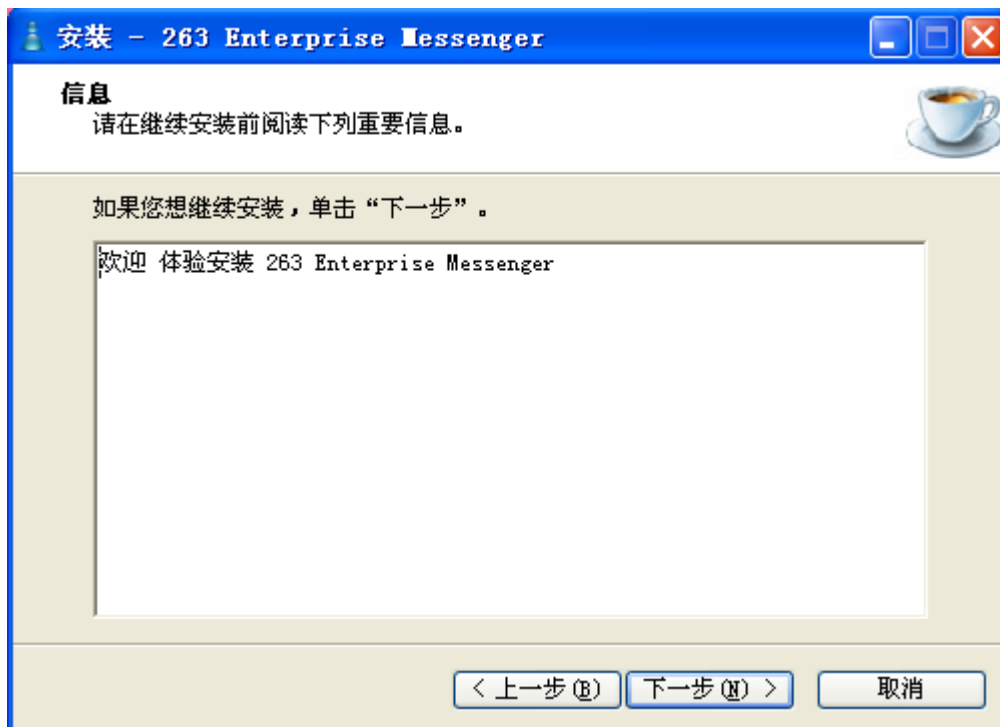 安装 - 263 Enterprise Messenger
信息
请在继续安装前阅读下列重要信息。
如果您想继续安装，单击“下一步”。
欢迎 体验安装 263 Enterprise Messenger
< 上一步(B) 下一步(N) > 取消